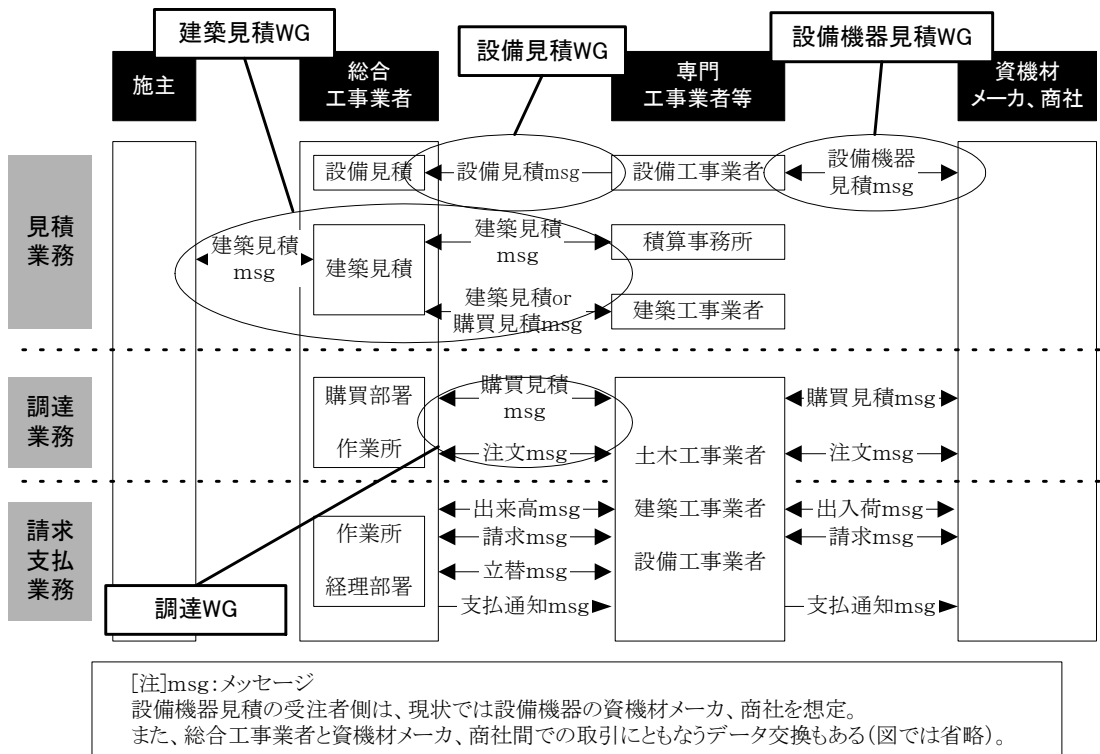 建築見積WG
設備見積WG
設備機器見積WG
施主
総合
工事業者
専門
工事業者等
資機材
メーカ、商社
見積
業務
設備見積
設備見積msg
設備工事業者
設備機器
見積msg
建築見積
msg
建築見積
建築見積
msg
積算事務所
建築見積or
購買見積msg
建築工事業者
調達
業務
購買部署
作業所
購買見積
msg
注文msg
土木工事業者
購買見積msg
注文msg
請求
支払
業務
作業所
経理部署
出来高msg
請求msg
立替msg
支払通知msg
建築工事業者
設備工事業者
出入荷msg
請求msg
支払通知msg
調達WG
[注]msg:メッセージ
設備機器見積の受注者側は、現状では設備機器の資機材メーカ、商社を想定。
また、総合工事業者と資機材メーカ、商社間での取引にともなうデータ交換もある(図では省略)。